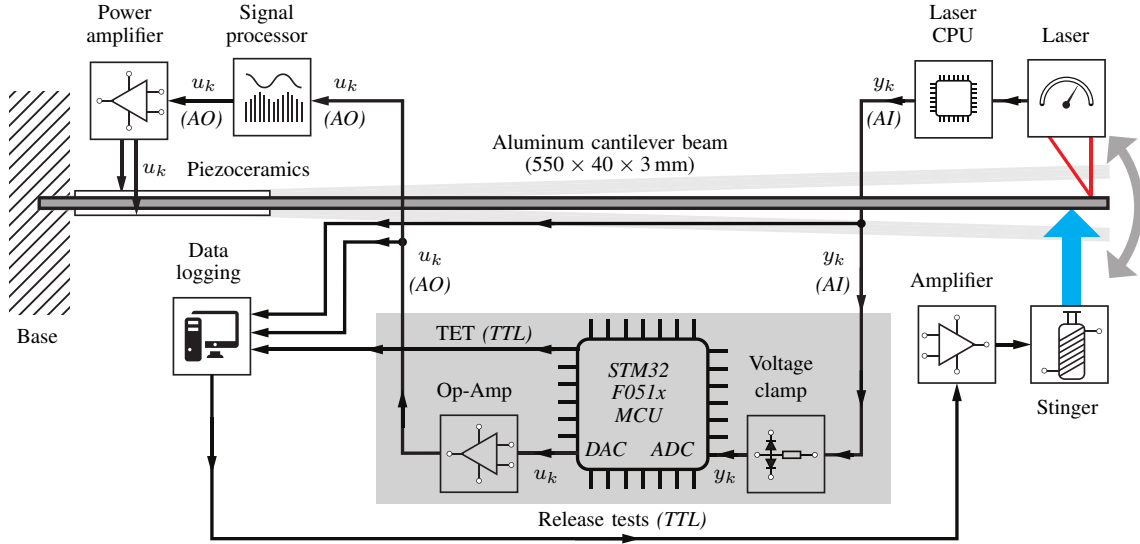 Power
amplifier
Signal
processor
Laser
CPU
Laser
u_k
(AO)
u_k
(AO)
y_k
(AI)
u_k
Piezoceramics
Aluminum cantilever beam
(550 × 40 × 3 mm)
Base
Data
logging
u_k
(AO)
y_k
(AI)
Amplifier
TET (TTL)
STM32
F051x
MCU
DAC
ADC
Op-Amp
Voltage
clamp
u_k
y_k
Stinger
Release tests (TTL)